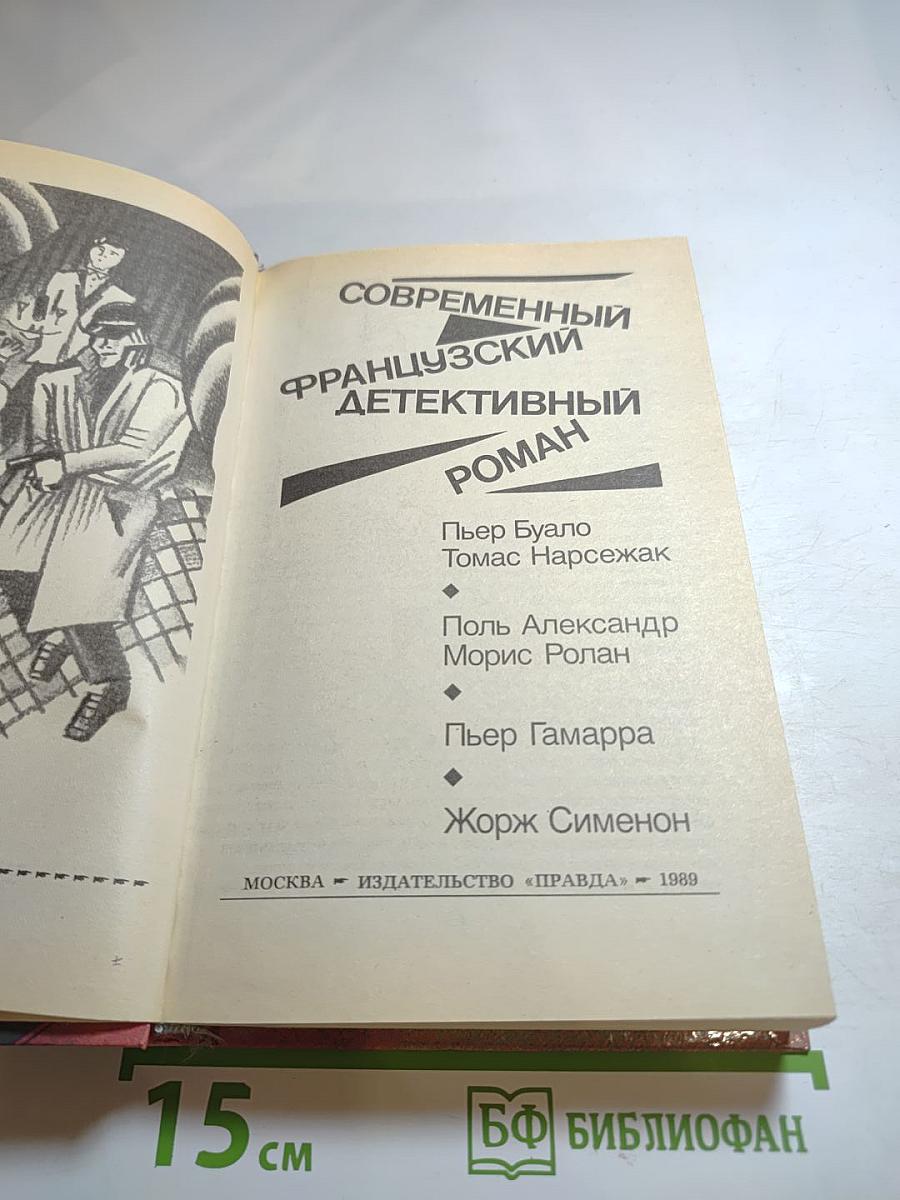 СОВРЕМЕННЫЙ
ФРАНЦУЗСКИЙ
ДЕТЕКТИВНЫЙ
РОМАН
Пьер Буало
Томас Нарсежак
Поль Александр
Морис Ролан
Пьер Гамарра
Жорж Сименон
МОСКВА ИЗДАТЕЛЬСТВО «ПРАВДА» 1989
15 см
БФ БИБЛИОФАН